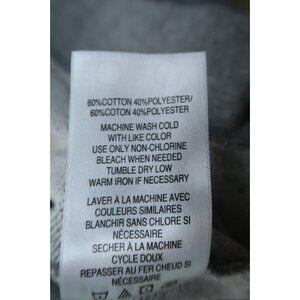 60%COTTON 40%POLYESTER/
60%COTON 40%POLYESTER
MACHINE WASH COLD
WITH LIKE COLOR
USE ONLY NON-CHLORINE
BLEACH WHEN NEEDED
TUMBLE DRY LOW
WARM IRON IF NECESSARY
LAVER À LA MACHINE AVEC
COULEURS SIMILAIRES
BLANCHIR SANS CHLORE SI
NÉCESSAIRE
SECHER À LA MACHINE
CYCLE DOUX
REPASSER AU FER CHEUD SI
NÉCESSAIRE